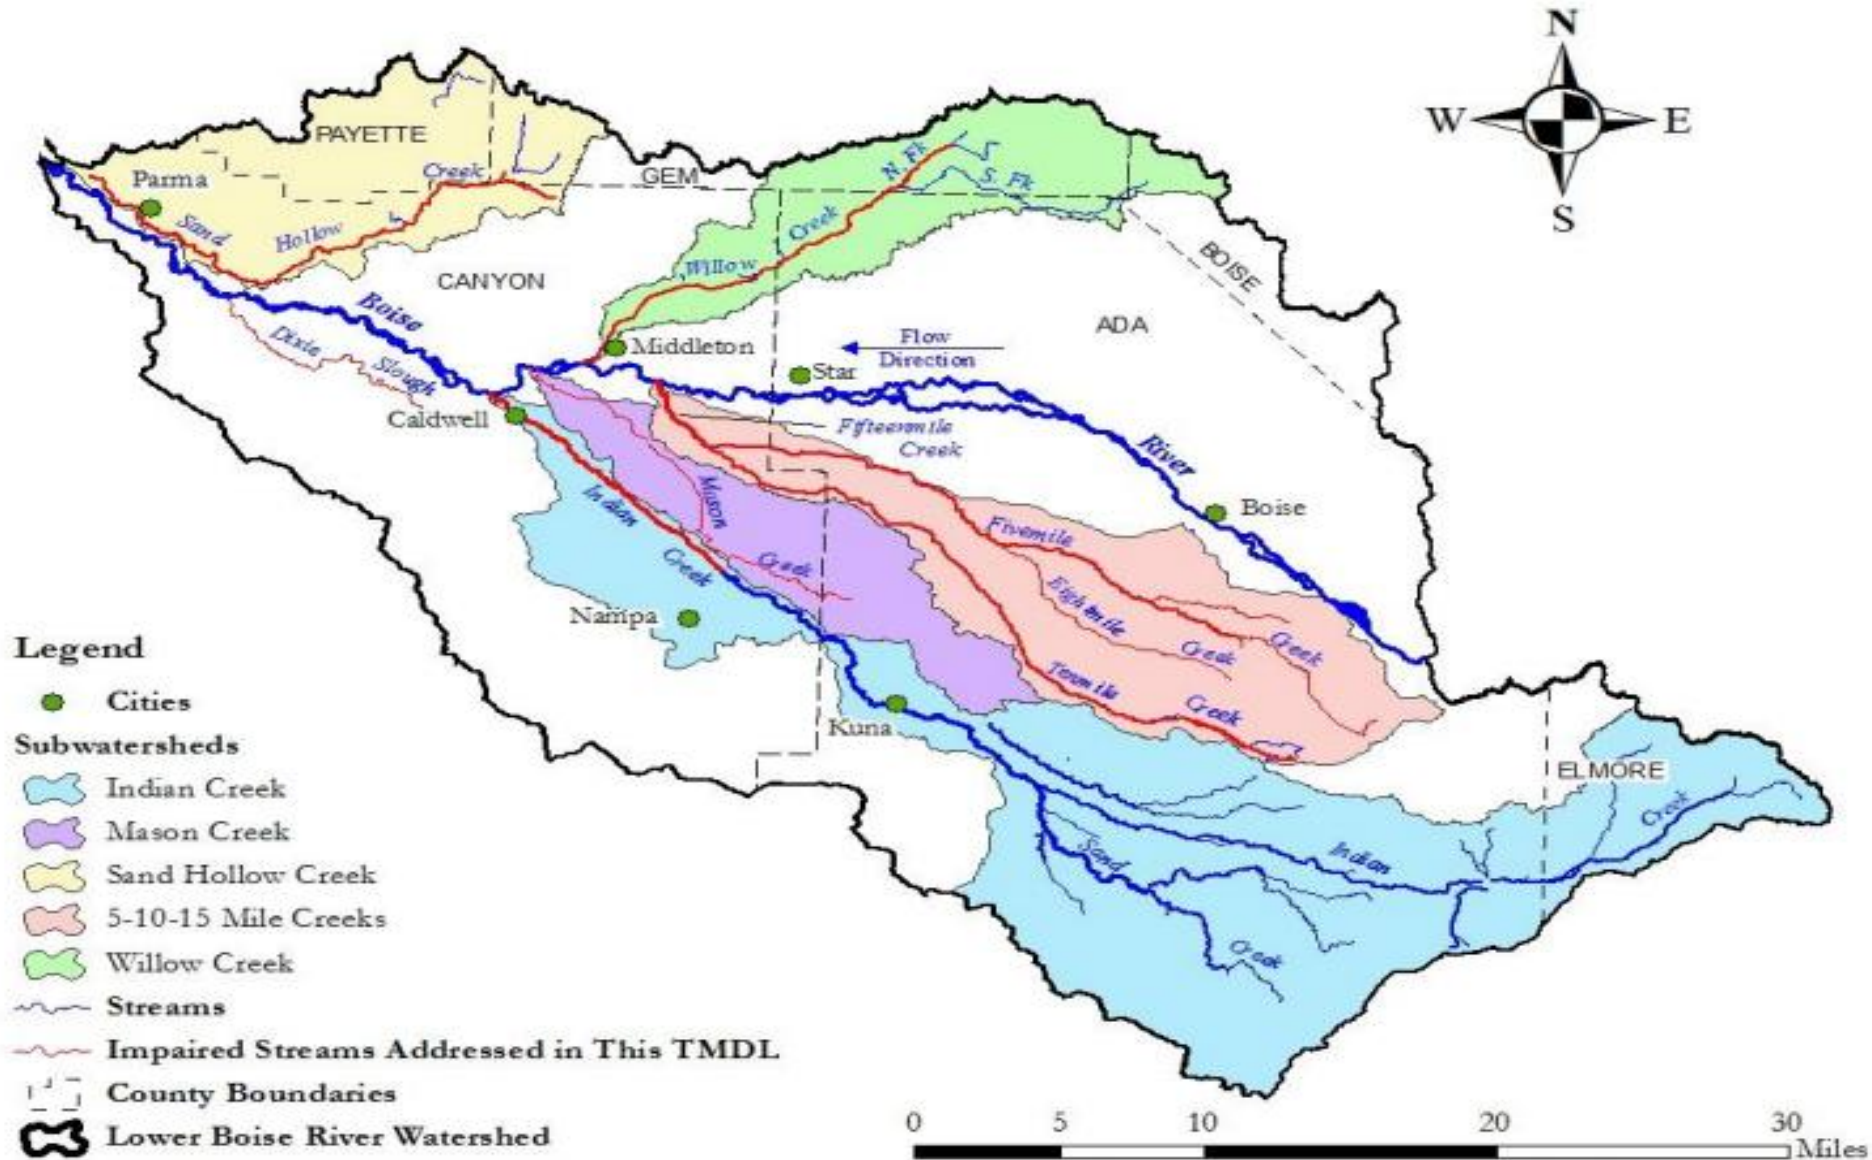 N
W E
S
PAYETTE
Parma
Creek
GEM
N. Fk
S. Fk
Sand
Hollow
Creek
Willow
BOISE
CANYON
Boise
ADA
Dixie
Slough
Middleton
Flow
Direction
Star
Caldwell
Fifteenmile
Creek
River
Boise
Indian
Mason
Fivemile
Creek
Creek
Eightmile
Creek
Creek
Nampa
Tenmile
Creek
Kuna
ELMORE
Creek
Sand
Indian
Creek
Legend
Cities
Subwatersheds
Indian Creek
Mason Creek
Sand Hollow Creek
5-10-15 Mile Creeks
Willow Creek
Streams
Impaired Streams Addressed in This TMDL
County Boundaries
Lower Boise River Watershed
0 5 10 20 30
Miles